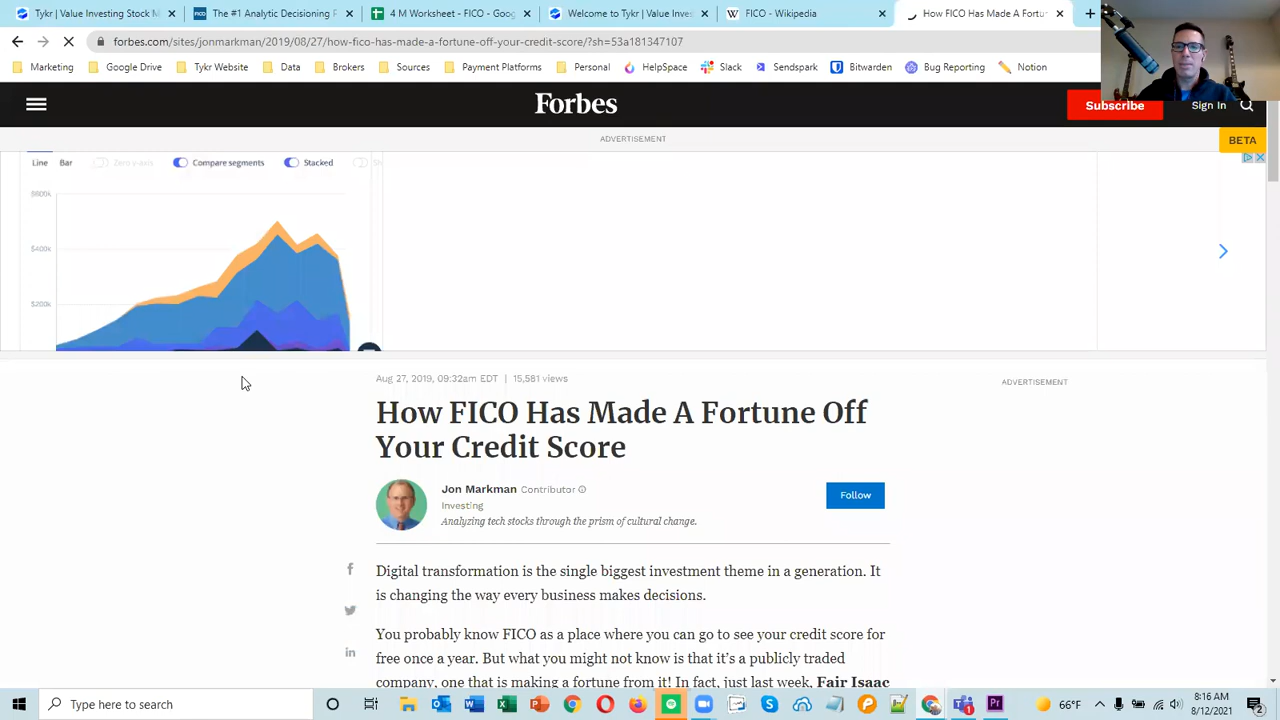 Tykr | Value Investing Stock M
The #1 Analytic Decisioning P
4 M Worksheet - FICO - Goog
Welcome to Tykr | Value Inves
FICO - Wikipedia
How FICO Has Made A Fortun
forbes.com/sites/jonmarkman/2019/08/27/how-fico-has-made-a-fortune-off-your-credit-score/?sh=53a181347107
Marketing
Google Drive
Tykr Website
Data
Brokers
Sources
Payment Platforms
Personal
HelpSpace
Slack
Sendspark
Bitwarden
Bug Reporting
Notion
Forbes
Subscribe
Sign In
ADVERTISEMENT
BETA
Line Bar Zero y-axis Compare segments Stacked
$600k
$400k
$200k
Aug 27, 2019, 09:32am EDT | 15,581 views
ADVERTISEMENT
How FICO Has Made A Fortune Off
Your Credit Score
Jon Markman Contributor
Follow
Investing
Analyzing tech stocks through the prism of cultural change.
Digital transformation is the single biggest investment theme in a generation. It
is changing the way every business makes decisions.
You probably know FICO as a place where you can go to see your credit score for
free once a year. But what you might not know is that it's a publicly traded
company, one that is making a fortune from it! In fact, just last week, Fair Isaac
Type here to search
66°F
8:16 AM
8/12/2021